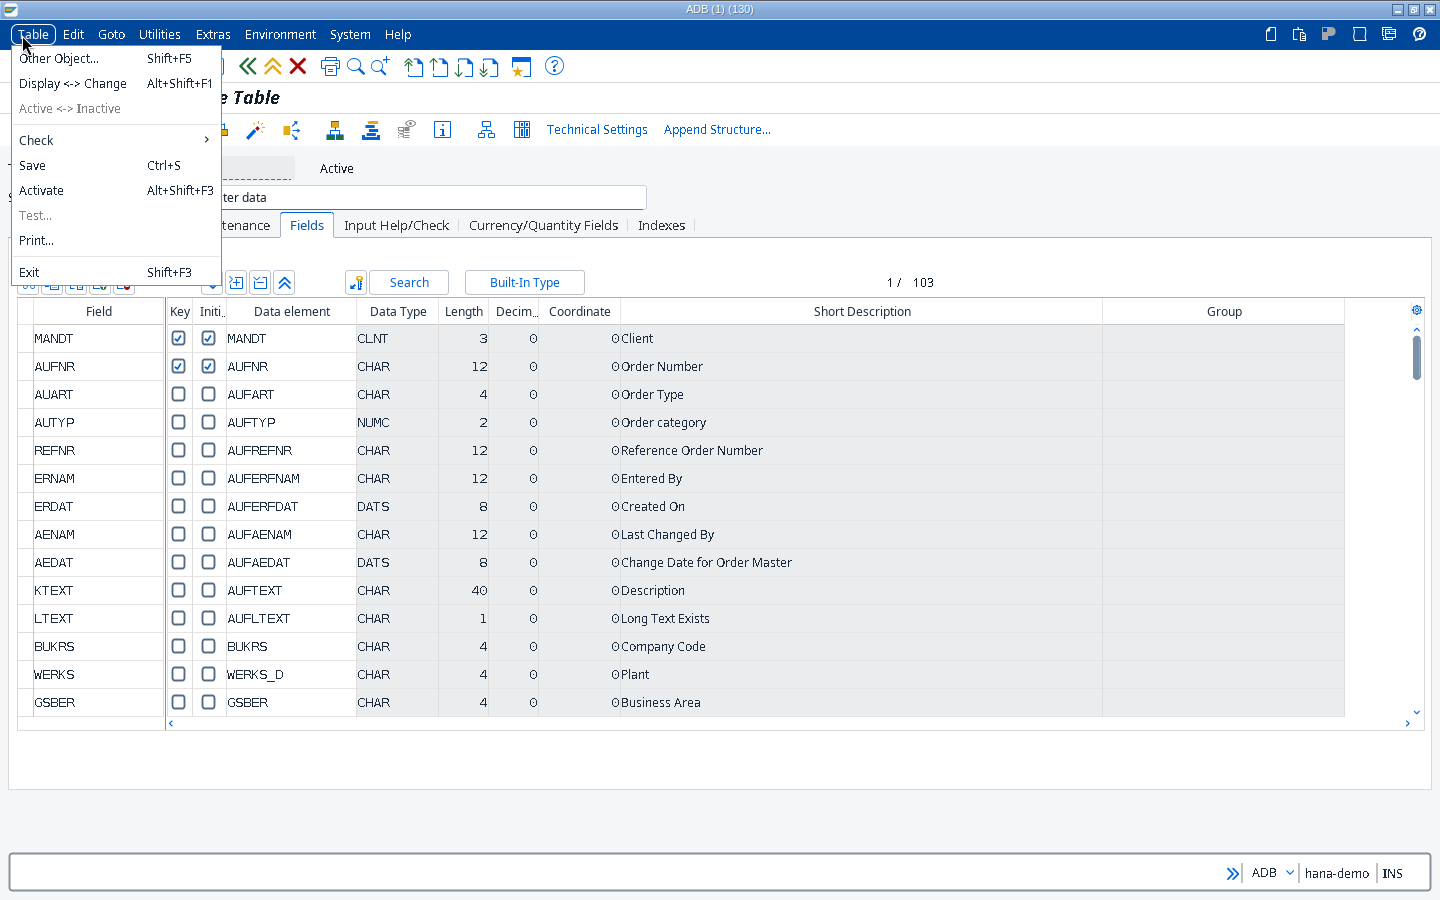 ADB (1) (130)
Table Edit Goto Utilities Extras Environment System Help
Other Object... Shift+F5
Display <-> Change Alt+Shift+F1
Active <-> Inactive
Check
Save Ctrl+S
Activate Alt+Shift+F3
Test...
Print...
Exit Shift+F3
Table
Technical Settings Append Structure...
Active
ter data
tenance Fields Input Help/Check Currency/Quantity Fields Indexes
Search Built-In Type 1 / 103
Field Key Initi.. Data element Data Type Length Decim... Coordinate Short Description Group
MANDT MANDT CLNT 3 0 0 Client
AUFNR AUFNR CHAR 12 0 0 Order Number
AUART AUFART CHAR 4 0 0 Order Type
AUTYP AUFTYP NUMC 2 0 0 Order category
REFNR AUFREFNR CHAR 12 0 0 Reference Order Number
ERNAM AUFERFNAM CHAR 12 0 0 Entered By
ERDAT AUFERFDAT DATS 8 0 0 Created On
AENAM AUFAENAM CHAR 12 0 0 Last Changed By
AEDAT AUFAEDAT DATS 8 0 0 Change Date for Order Master
KTEXT AUFTEXT CHAR 40 0 0 Description
LTEXT AUFLTEXT CHAR 1 0 0 Long Text Exists
BUKRS BUKRS CHAR 4 0 0 Company Code
WERKS WERKS_D CHAR 4 0 0 Plant
GSBER GSBER CHAR 4 0 0 Business Area
ADB hana-demo INS